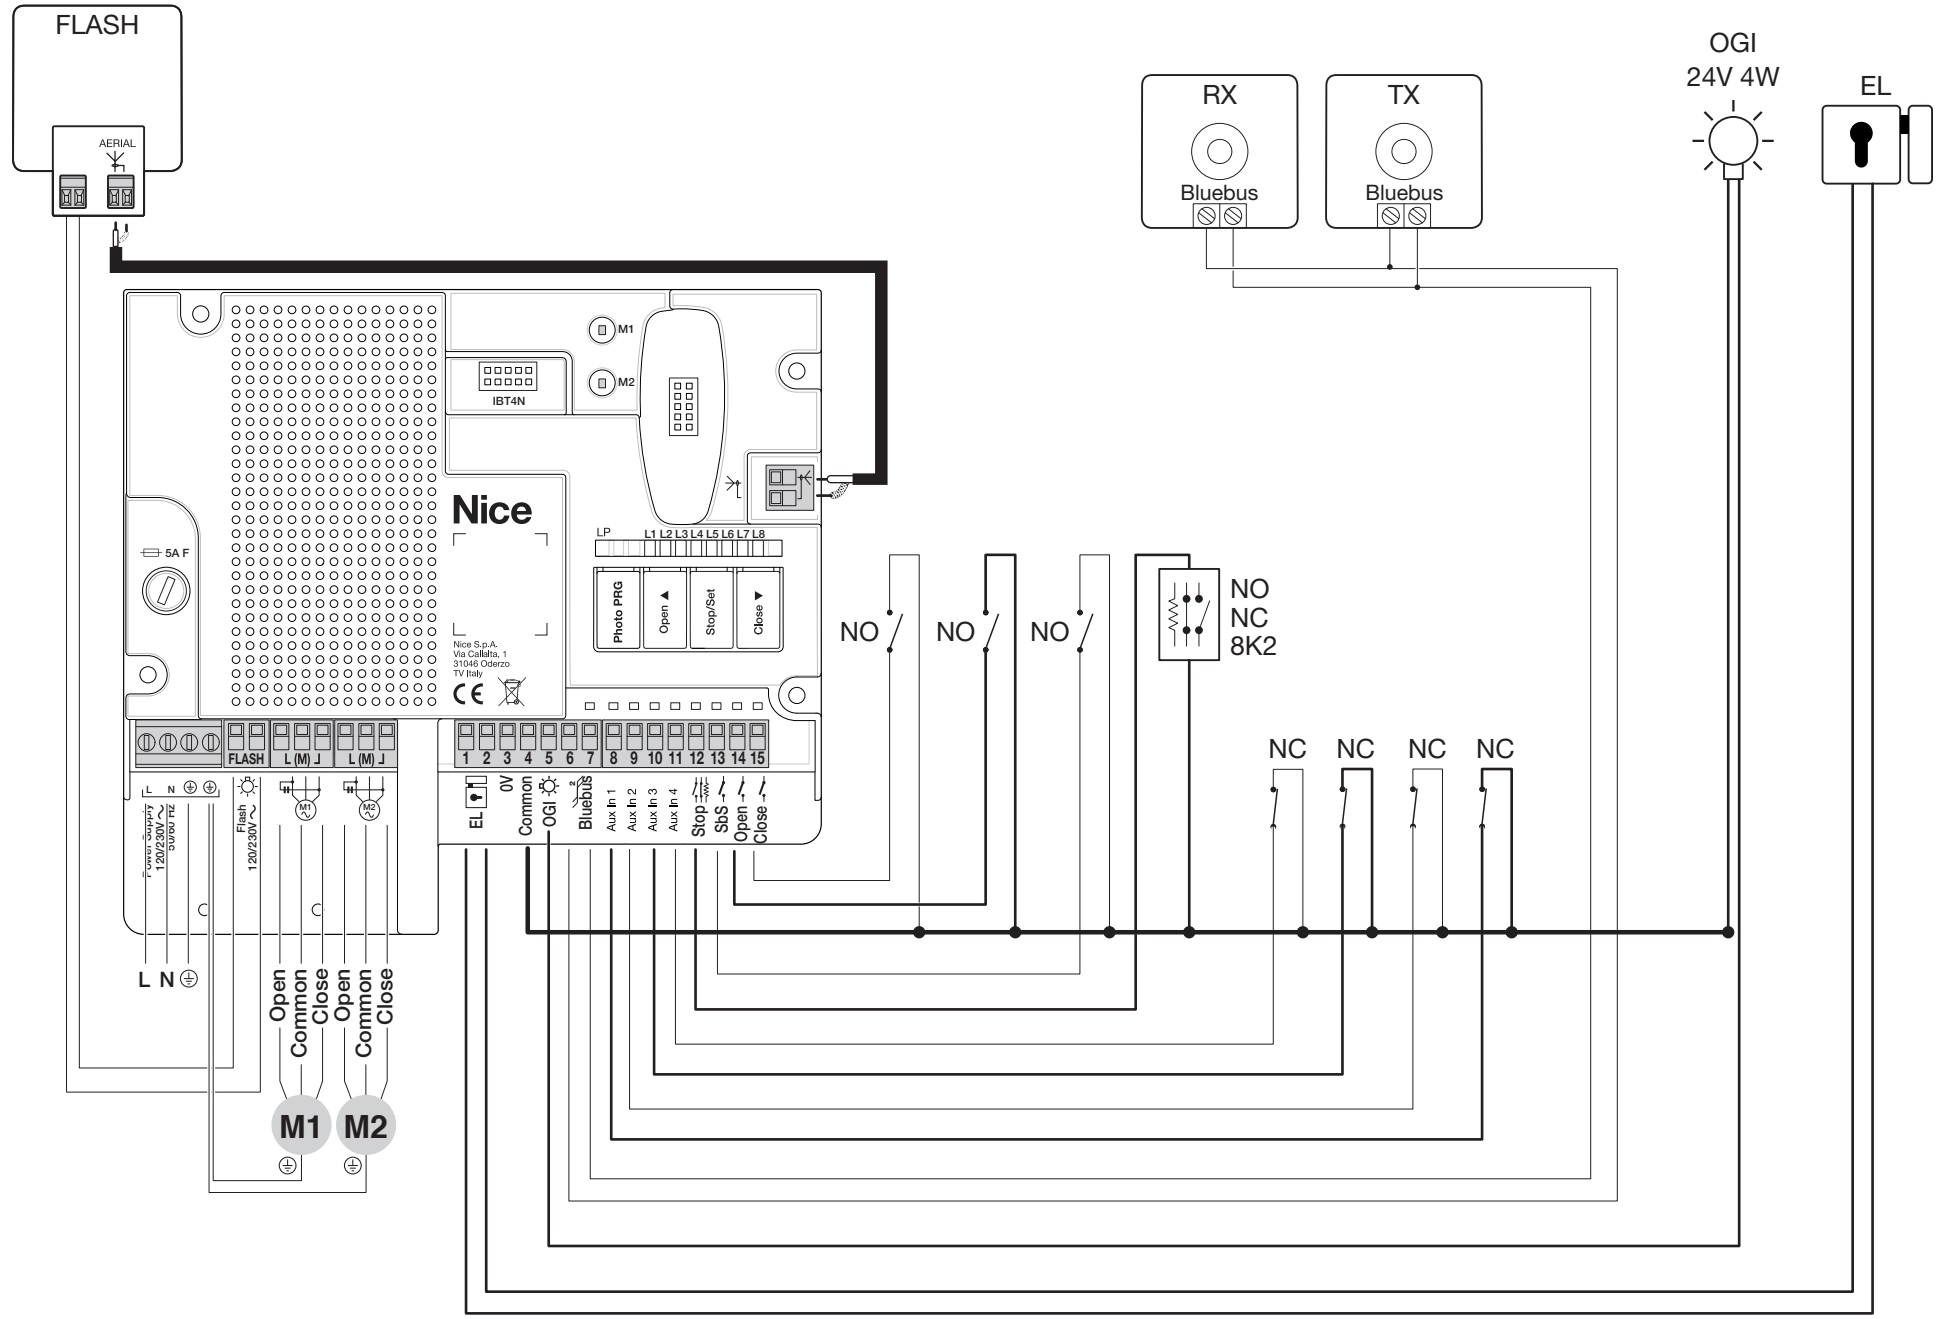 FLASH
AERIAL
RX
Bluebus
TX
Bluebus
OGI
24V 4W
EL
M1
M2
IBT4N
Nice
5A F
LP
L1 L2 L3 L4 L5 L6 L7 L8
Photo PRG
Open ▲
Stop/Set
Close ▼
Nice S.p.A.
Via Callalta, 1
31046 Oderzo
TV Italy
CE
NO
NO
NO
NO
NC
8K2
NC
NC
NC
NC
FLASH
L (M) L
L (M) L
1 2 3 4 5 6 7 8 9 10 11 12 13 14 15
L N
Power Supply
120/230V
50/60 Hz
Flash
120/230V
M1
M2
EL
0V
Common
OGI
2
Bluebus
Aux In 1
Aux In 2
Aux In 3
Aux In 4
Stop
SbS
Open
Close
L N
Open
Common
Close
Open
Common
Close
M1
M2